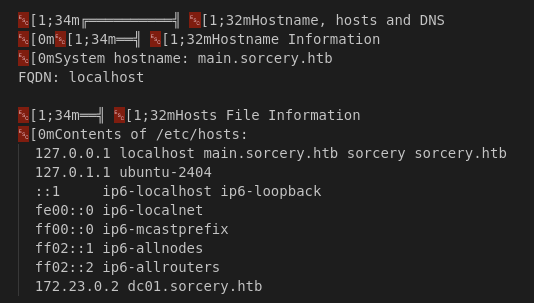 ␛[1;34m╔══════════╣ ␛[1;32mHostname, hosts and DNS
␛[0m␛[1;34m══╣ ␛[1;32mHostname Information
␛[0mSystem hostname: main.sorcery.htb
FQDN: localhost
␛[1;34m══╣ ␛[1;32mHosts File Information
␛[0mContents of /etc/hosts:
127.0.0.1 localhost main.sorcery.htb sorcery sorcery.htb
127.0.1.1 ubuntu-2404
::1     ip6-localhost ip6-loopback
fe00::0 ip6-localnet
ff00::0 ip6-mcastprefix
ff02::1 ip6-allnodes
ff02::2 ip6-allrouters
172.23.0.2 dc01.sorcery.htb